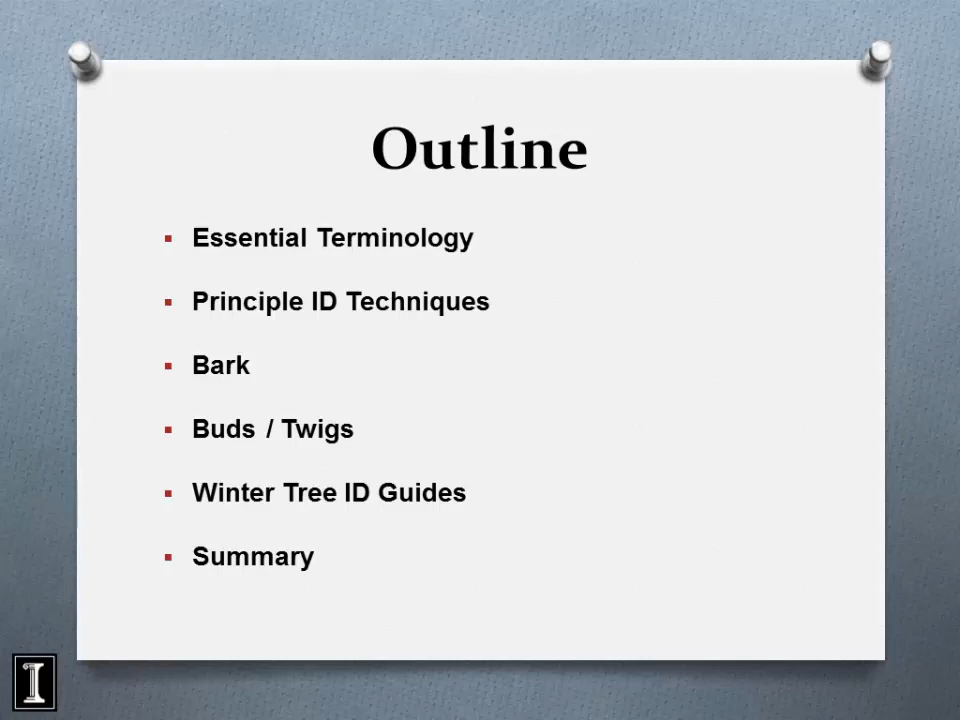 Outline
Essential Terminology
Principle ID Techniques
Bark
Buds / Twigs
Winter Tree ID Guides
Summary
I